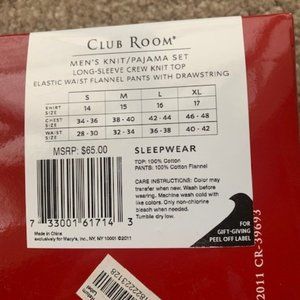 CLUB ROOM®
MEN'S KNIT/PAJAMA SET
LONG-SLEEVE CREW KNIT TOP
ELASTIC WAIST FLANNEL PANTS WITH DRAWSTRING
S M L XL
SHIRT SIZE 14 15 16 17
CHEST SIZE 34 - 36 38 - 40 42 - 44 46 - 48
WAIST SIZE 28 - 30 32 - 34 36 - 38 40 - 42
MSRP: $65.00
SLEEPWEAR
TOP: 100% Cotton
PANTS: 100% Cotton Flannel
CARE INSTRUCTIONS: Color may
transfer when new. Wash before
wearing. Machine wash cold with
like colors. Only non-chlorine
bleach when needed.
Tumble dry low.
7 33001 61714 3
Made in China
exclusively for Macy's, Inc., NY, NY 10001 ©2011
FOR
GIFT-GIVING
PEEL OFF LABEL
2011 CR-39693